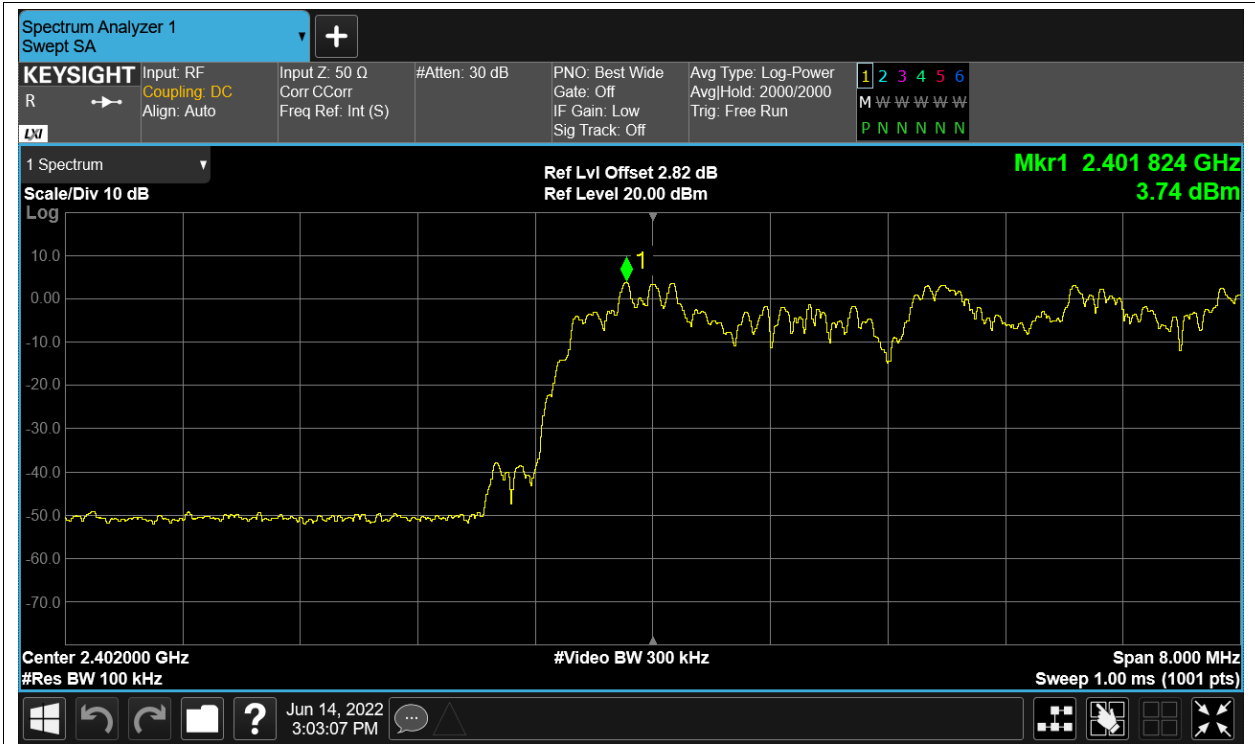 Spectrum Analyzer 1
Swept SA
KEYSIGHT
R
LXI
Input: RF
Coupling: DC
Align: Auto
Input Z: 50 Ω
Corr CCorr
Freq Ref: Int (S)
#Atten: 30 dB
PNO: Best Wide
Gate: Off
IF Gain: Low
Sig Track: Off
Avg Type: Log-Power
Avg|Hold: 2000/2000
Trig: Free Run
1 2 3 4 5 6
M W W W W W
P N N N N N
1 Spectrum
Scale/Div 10 dB
Log
Ref Lvl Offset 2.82 dB
Ref Level 20.00 dBm
Mkr1 2.401 824 GHz
3.74 dBm
1
10.0
0.00
-10.0
-20.0
-30.0
-40.0
-50.0
-60.0
-70.0
Center 2.402000 GHz
#Video BW 300 kHz
Span 8.000 MHz
#Res BW 100 kHz
Sweep 1.00 ms (1001 pts)
?
Jun 14, 2022
3:03:07 PM